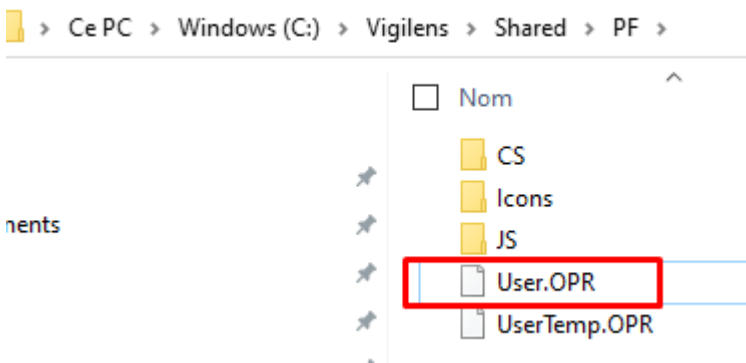 Ce PC > Windows (C:) > Vigilens > Shared > PF >
Nom
CS
Icons
nents
JS
User.OPR
UserTemp.OPR